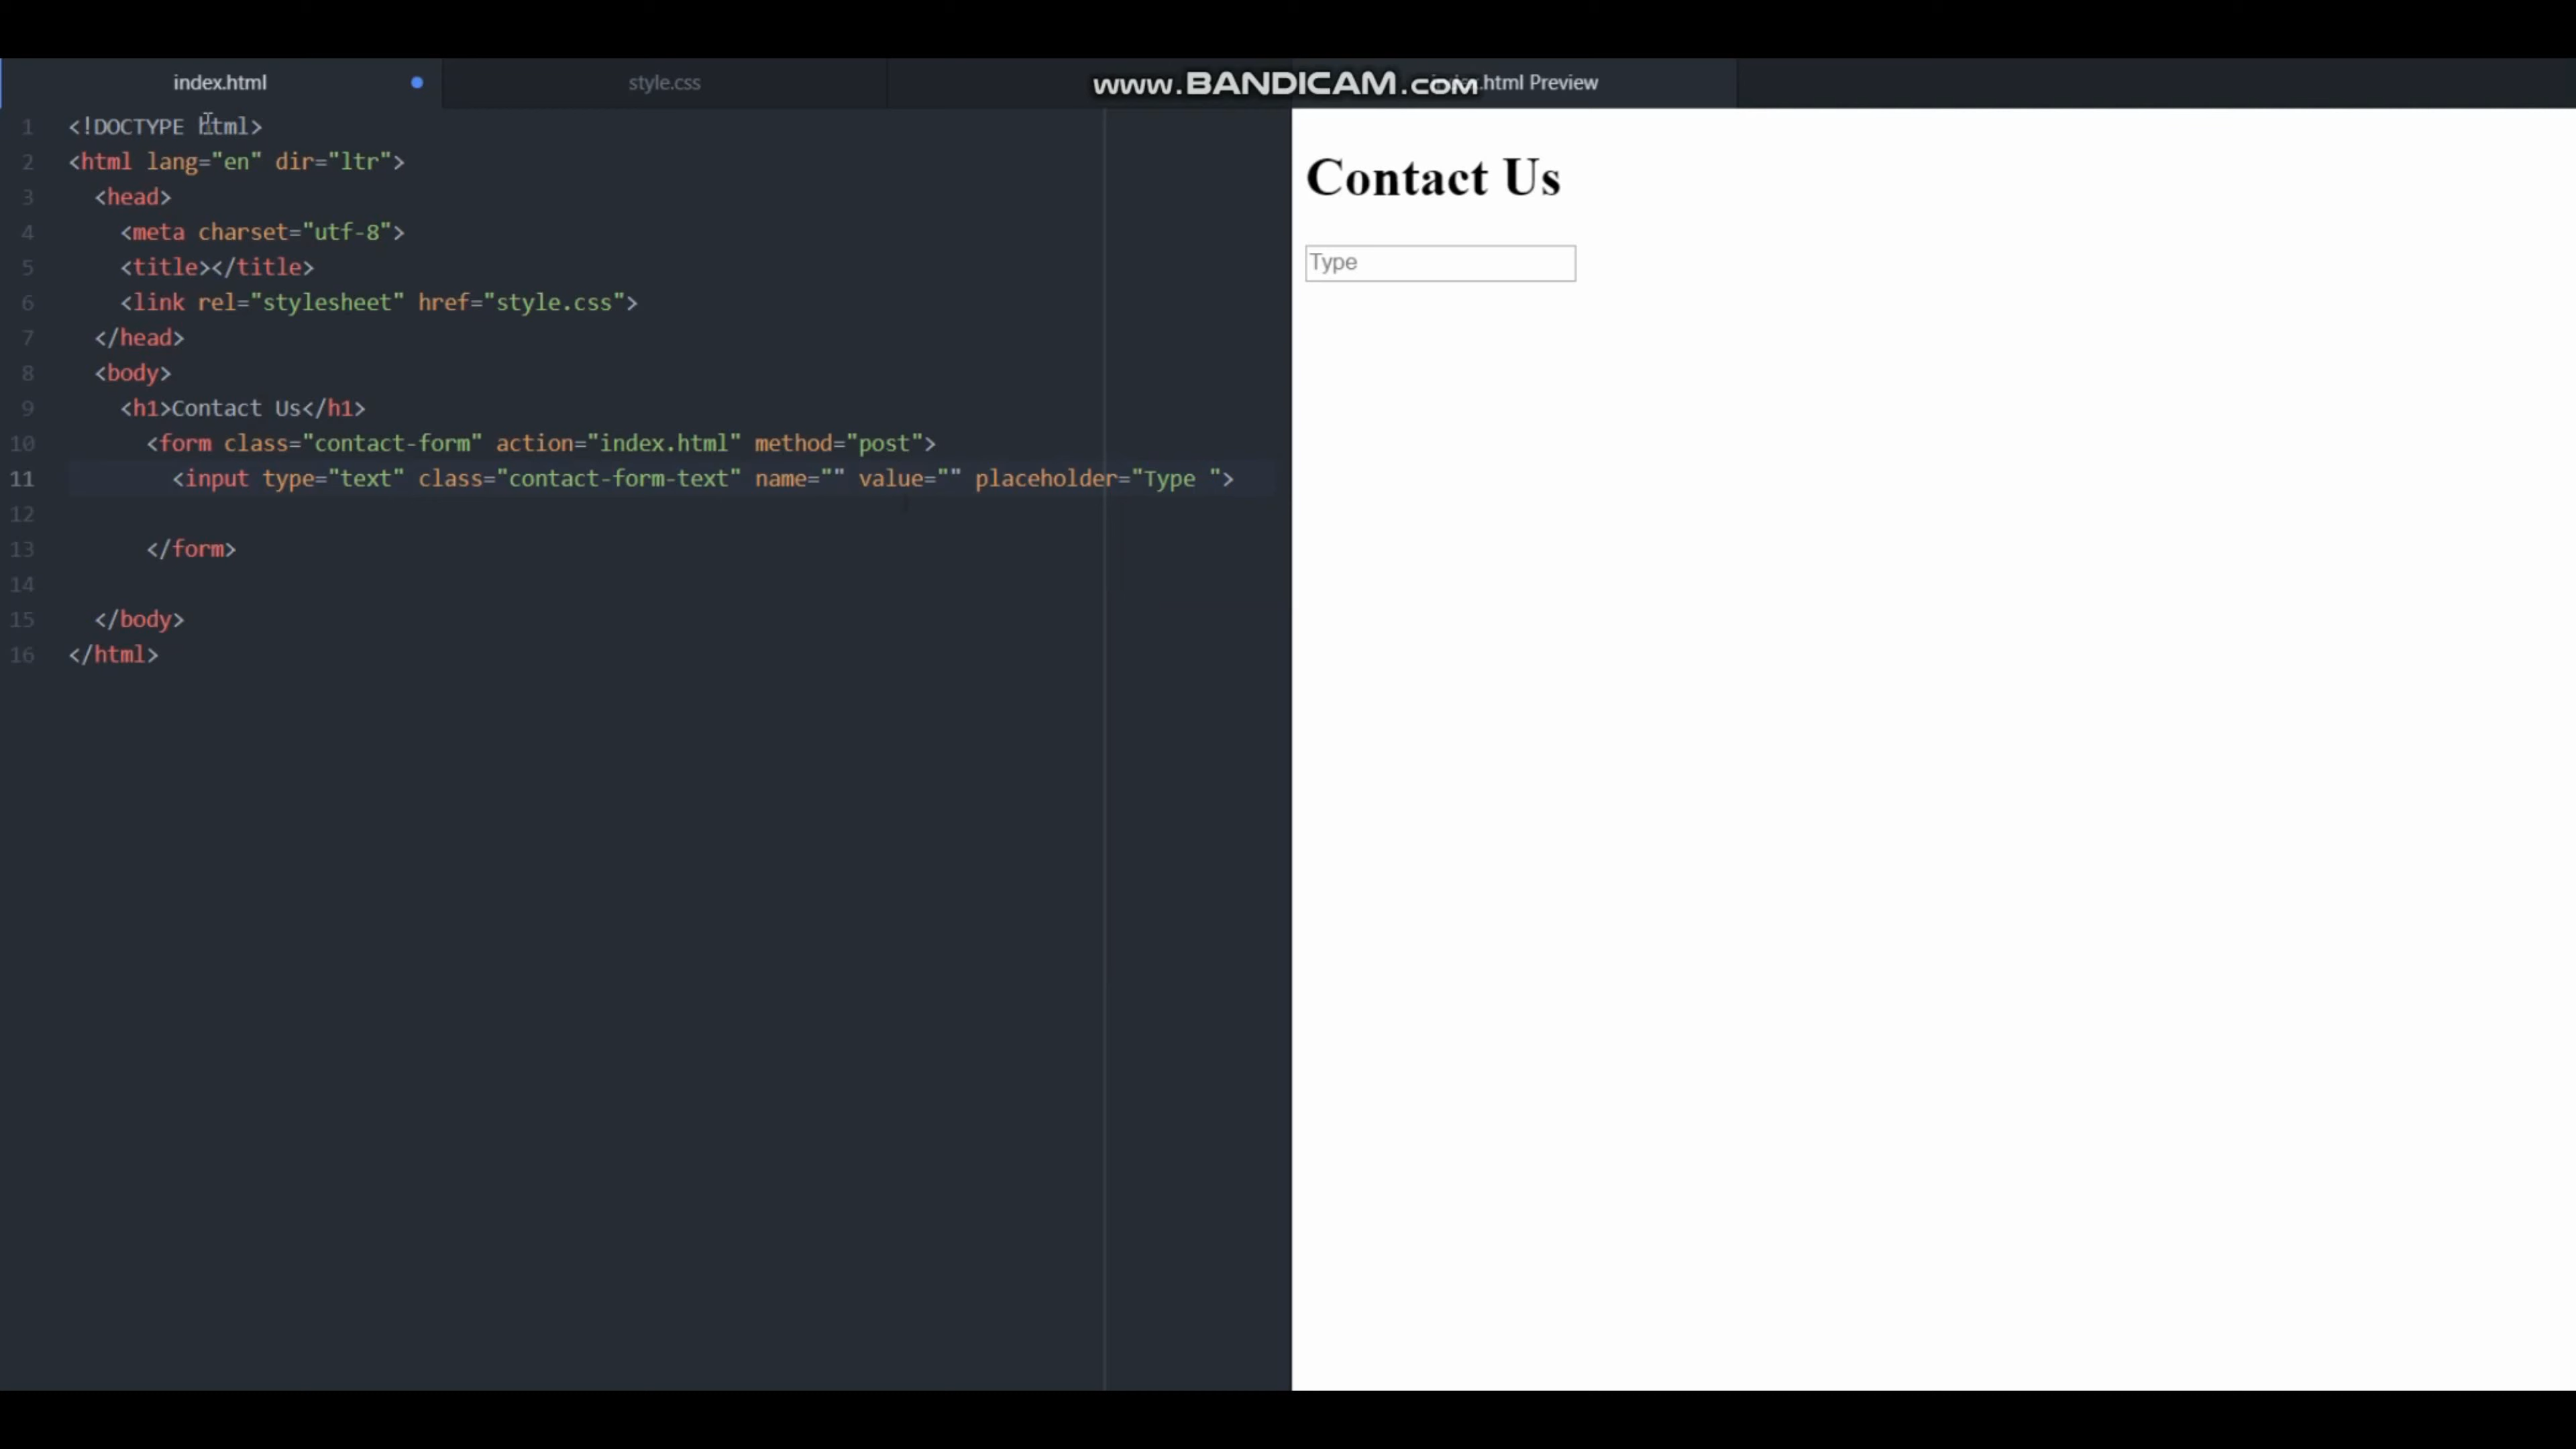 index.html
style.css
www.BANDICAM.com
.html Preview
1 <!DOCTYPE html>
2 <html lang="en" dir="ltr">
3 <head>
4 <meta charset="utf-8">
5 <title></title>
6 <link rel="stylesheet" href="style.css">
7 </head>
8 <body>
9 <h1>Contact Us</h1>
10 <form class="contact-form" action="index.html" method="post">
11 <input type="text" class="contact-form-text" name="" value="" placeholder="Type ">
12
13 </form>
14
15 </body>
16 </html>
Contact Us
Type